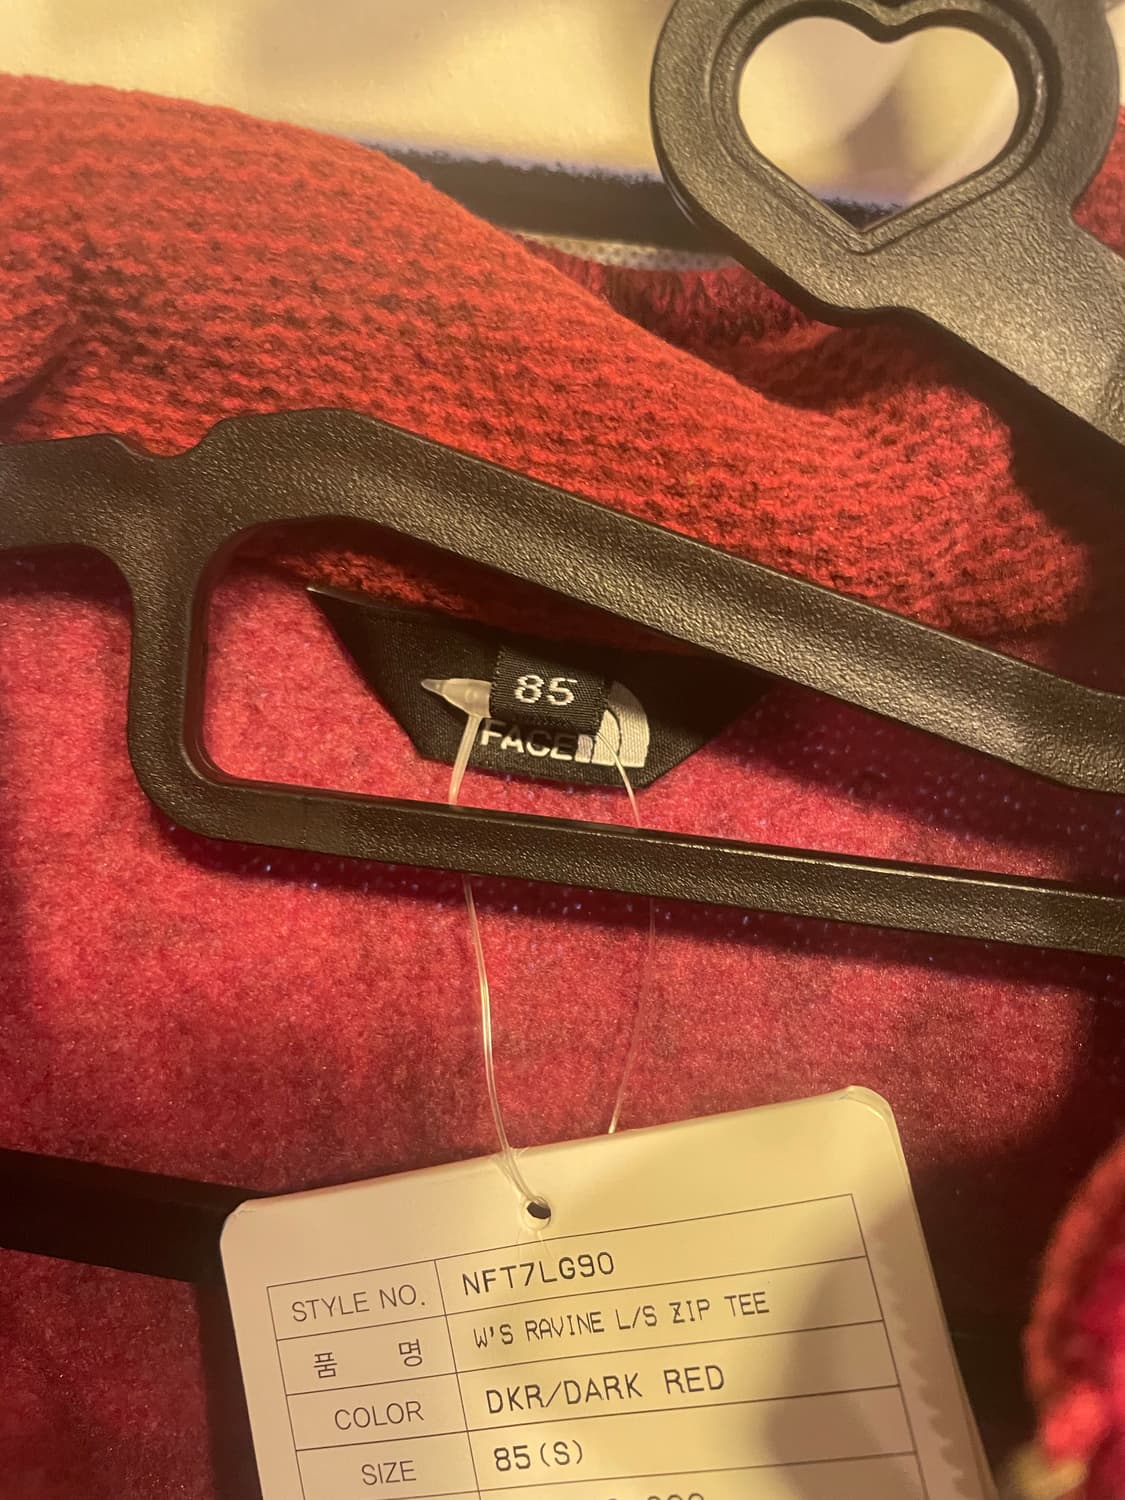 85
FACE
STYLE NO. NFT7LG90
품 명 W'S RAVINE L/S ZIP TEE
COLOR DKR/DARK RED
SIZE 85(S)